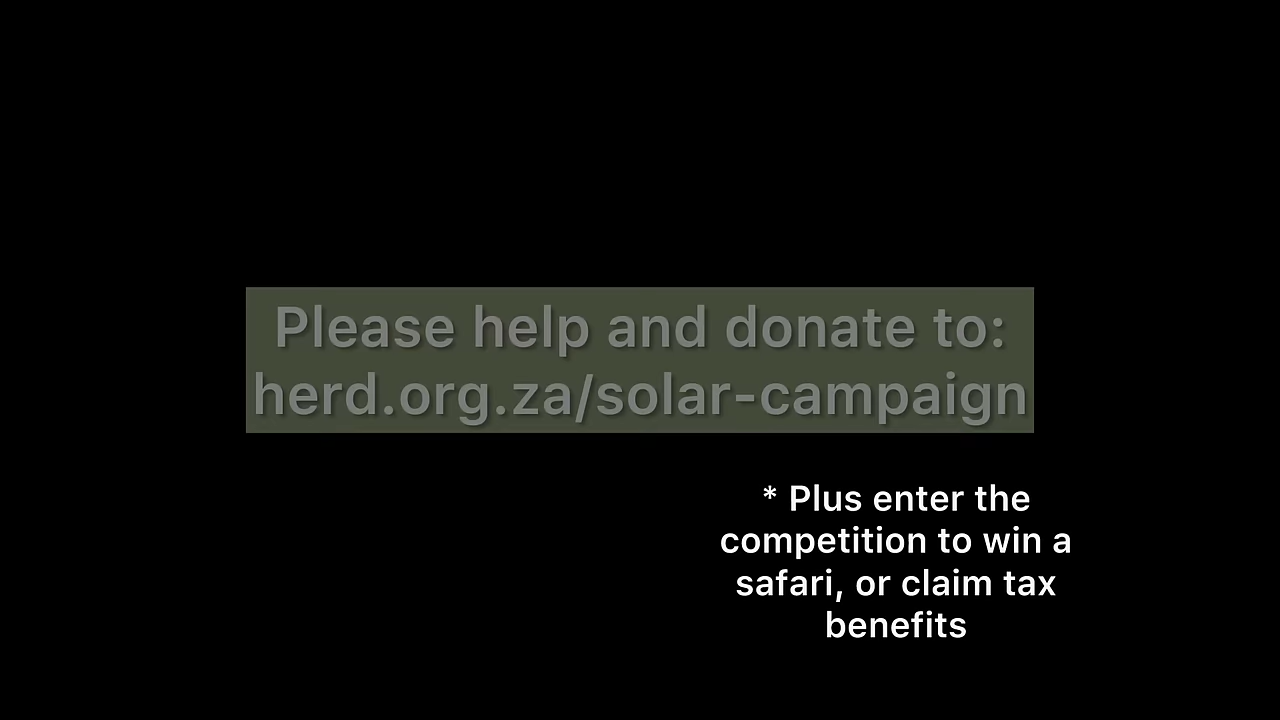 Please help and donate to:
herd.org.za/solar-campaign
* Plus enter the
competition to win a
safari, or claim tax
benefits